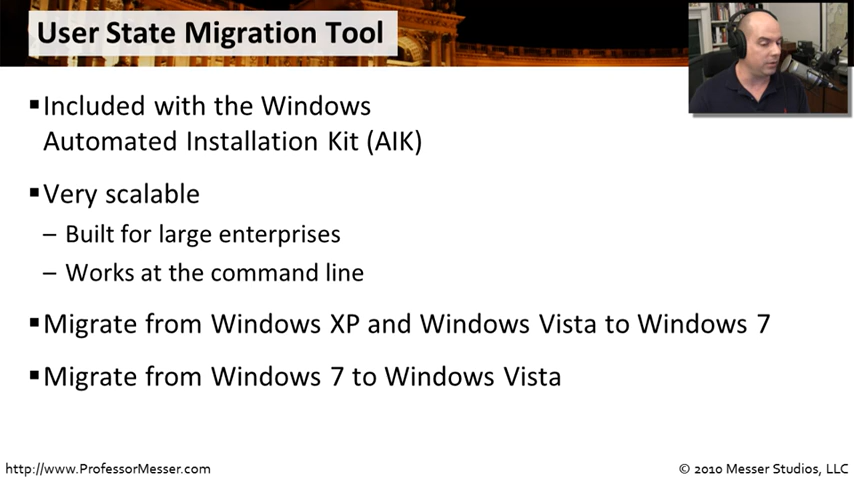 User State Migration Tool
▪Included with the Windows
Automated Installation Kit (AIK)
▪Very scalable
– Built for large enterprises
– Works at the command line
▪Migrate from Windows XP and Windows Vista to Windows 7
▪Migrate from Windows 7 to Windows Vista
http://www.ProfessorMesser.com
© 2010 Messer Studios, LLC